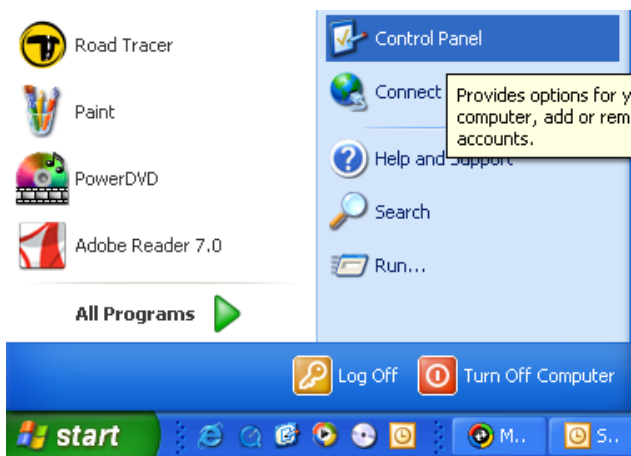 Road Tracer
Paint
PowerDVD
Adobe Reader 7.0
All Programs
Control Panel
Connect
Provides options for y
computer, add or rem
accounts.
Help and Support
Search
Run...
Log Off
Turn Off Computer
start
M..
S..